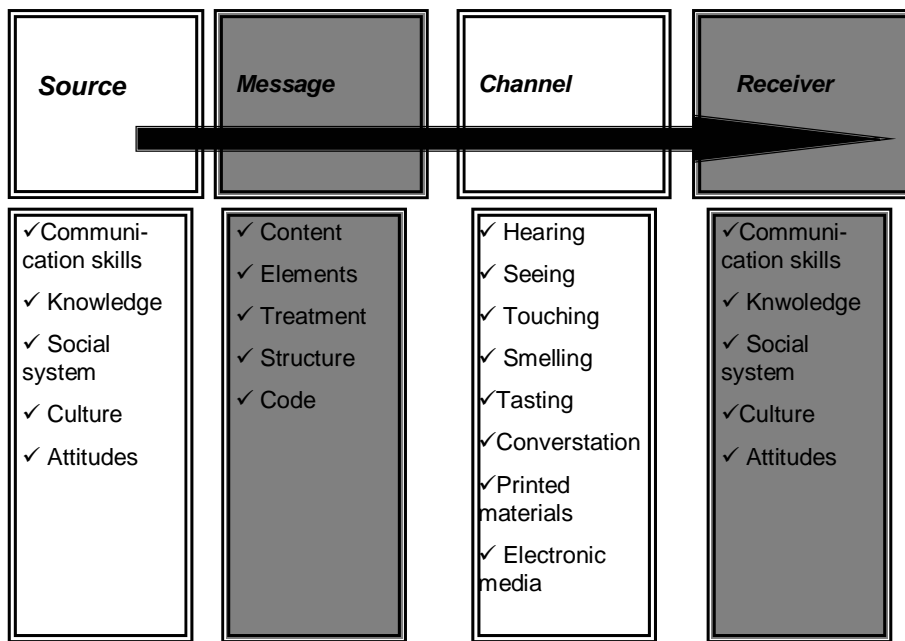 Source
Message
Channel
Receiver
✓Communi-
cation skills
✓ Knowledge
✓ Social
system
✓ Culture
✓ Attitudes
✓ Content
✓ Elements
✓ Treatment
✓ Structure
✓ Code
✓ Hearing
✓ Seeing
✓ Touching
✓ Smelling
✓Tasting
✓Converstation
✓Printed
materials
✓ Electronic
media
✓Communi-
cation skills
✓ Knwoledge
✓ Social
system
✓Culture
✓ Attitudes